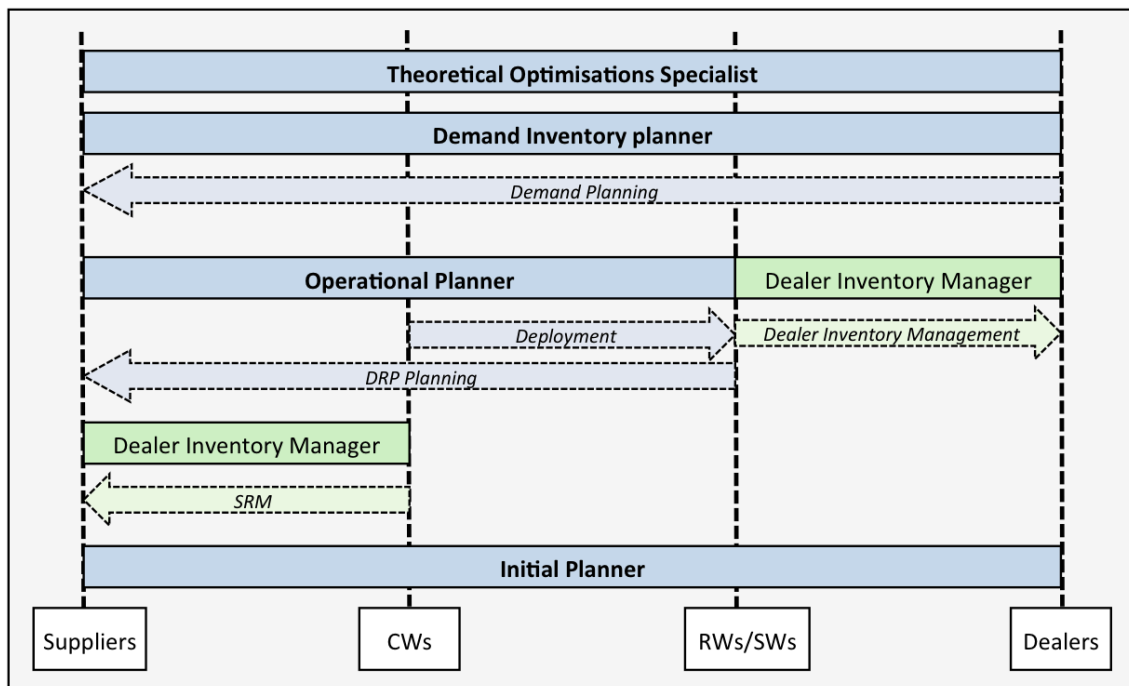 Theoretical Optimisations Specialist
Demand Inventory planner
Demand Planning
Operational Planner
Dealer Inventory Manager
Deployment
Dealer Inventory Management
DRP Planning
Dealer Inventory Manager
SRM
Initial Planner
Suppliers
CWs
RWs/SWs
Dealers